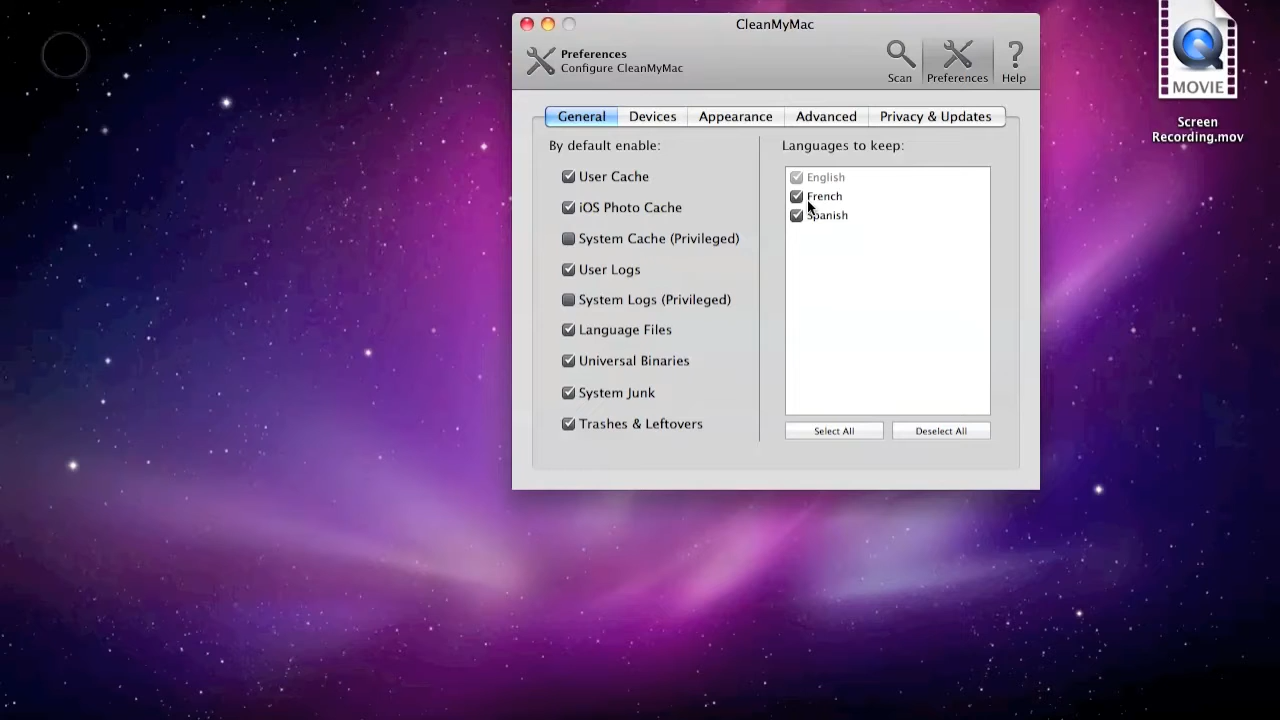 CleanMyMac
Preferences
Configure CleanMyMac
Scan
Preferences
Help
General
Devices
Appearance
Advanced
Privacy & Updates
By default enable:
User Cache
iOS Photo Cache
System Cache (Privileged)
User Logs
System Logs (Privileged)
Language Files
Universal Binaries
System Junk
Trashes & Leftovers
Languages to keep:
English
French
Spanish
Select All
Deselect All
MOVIE
Screen
Recording.mov